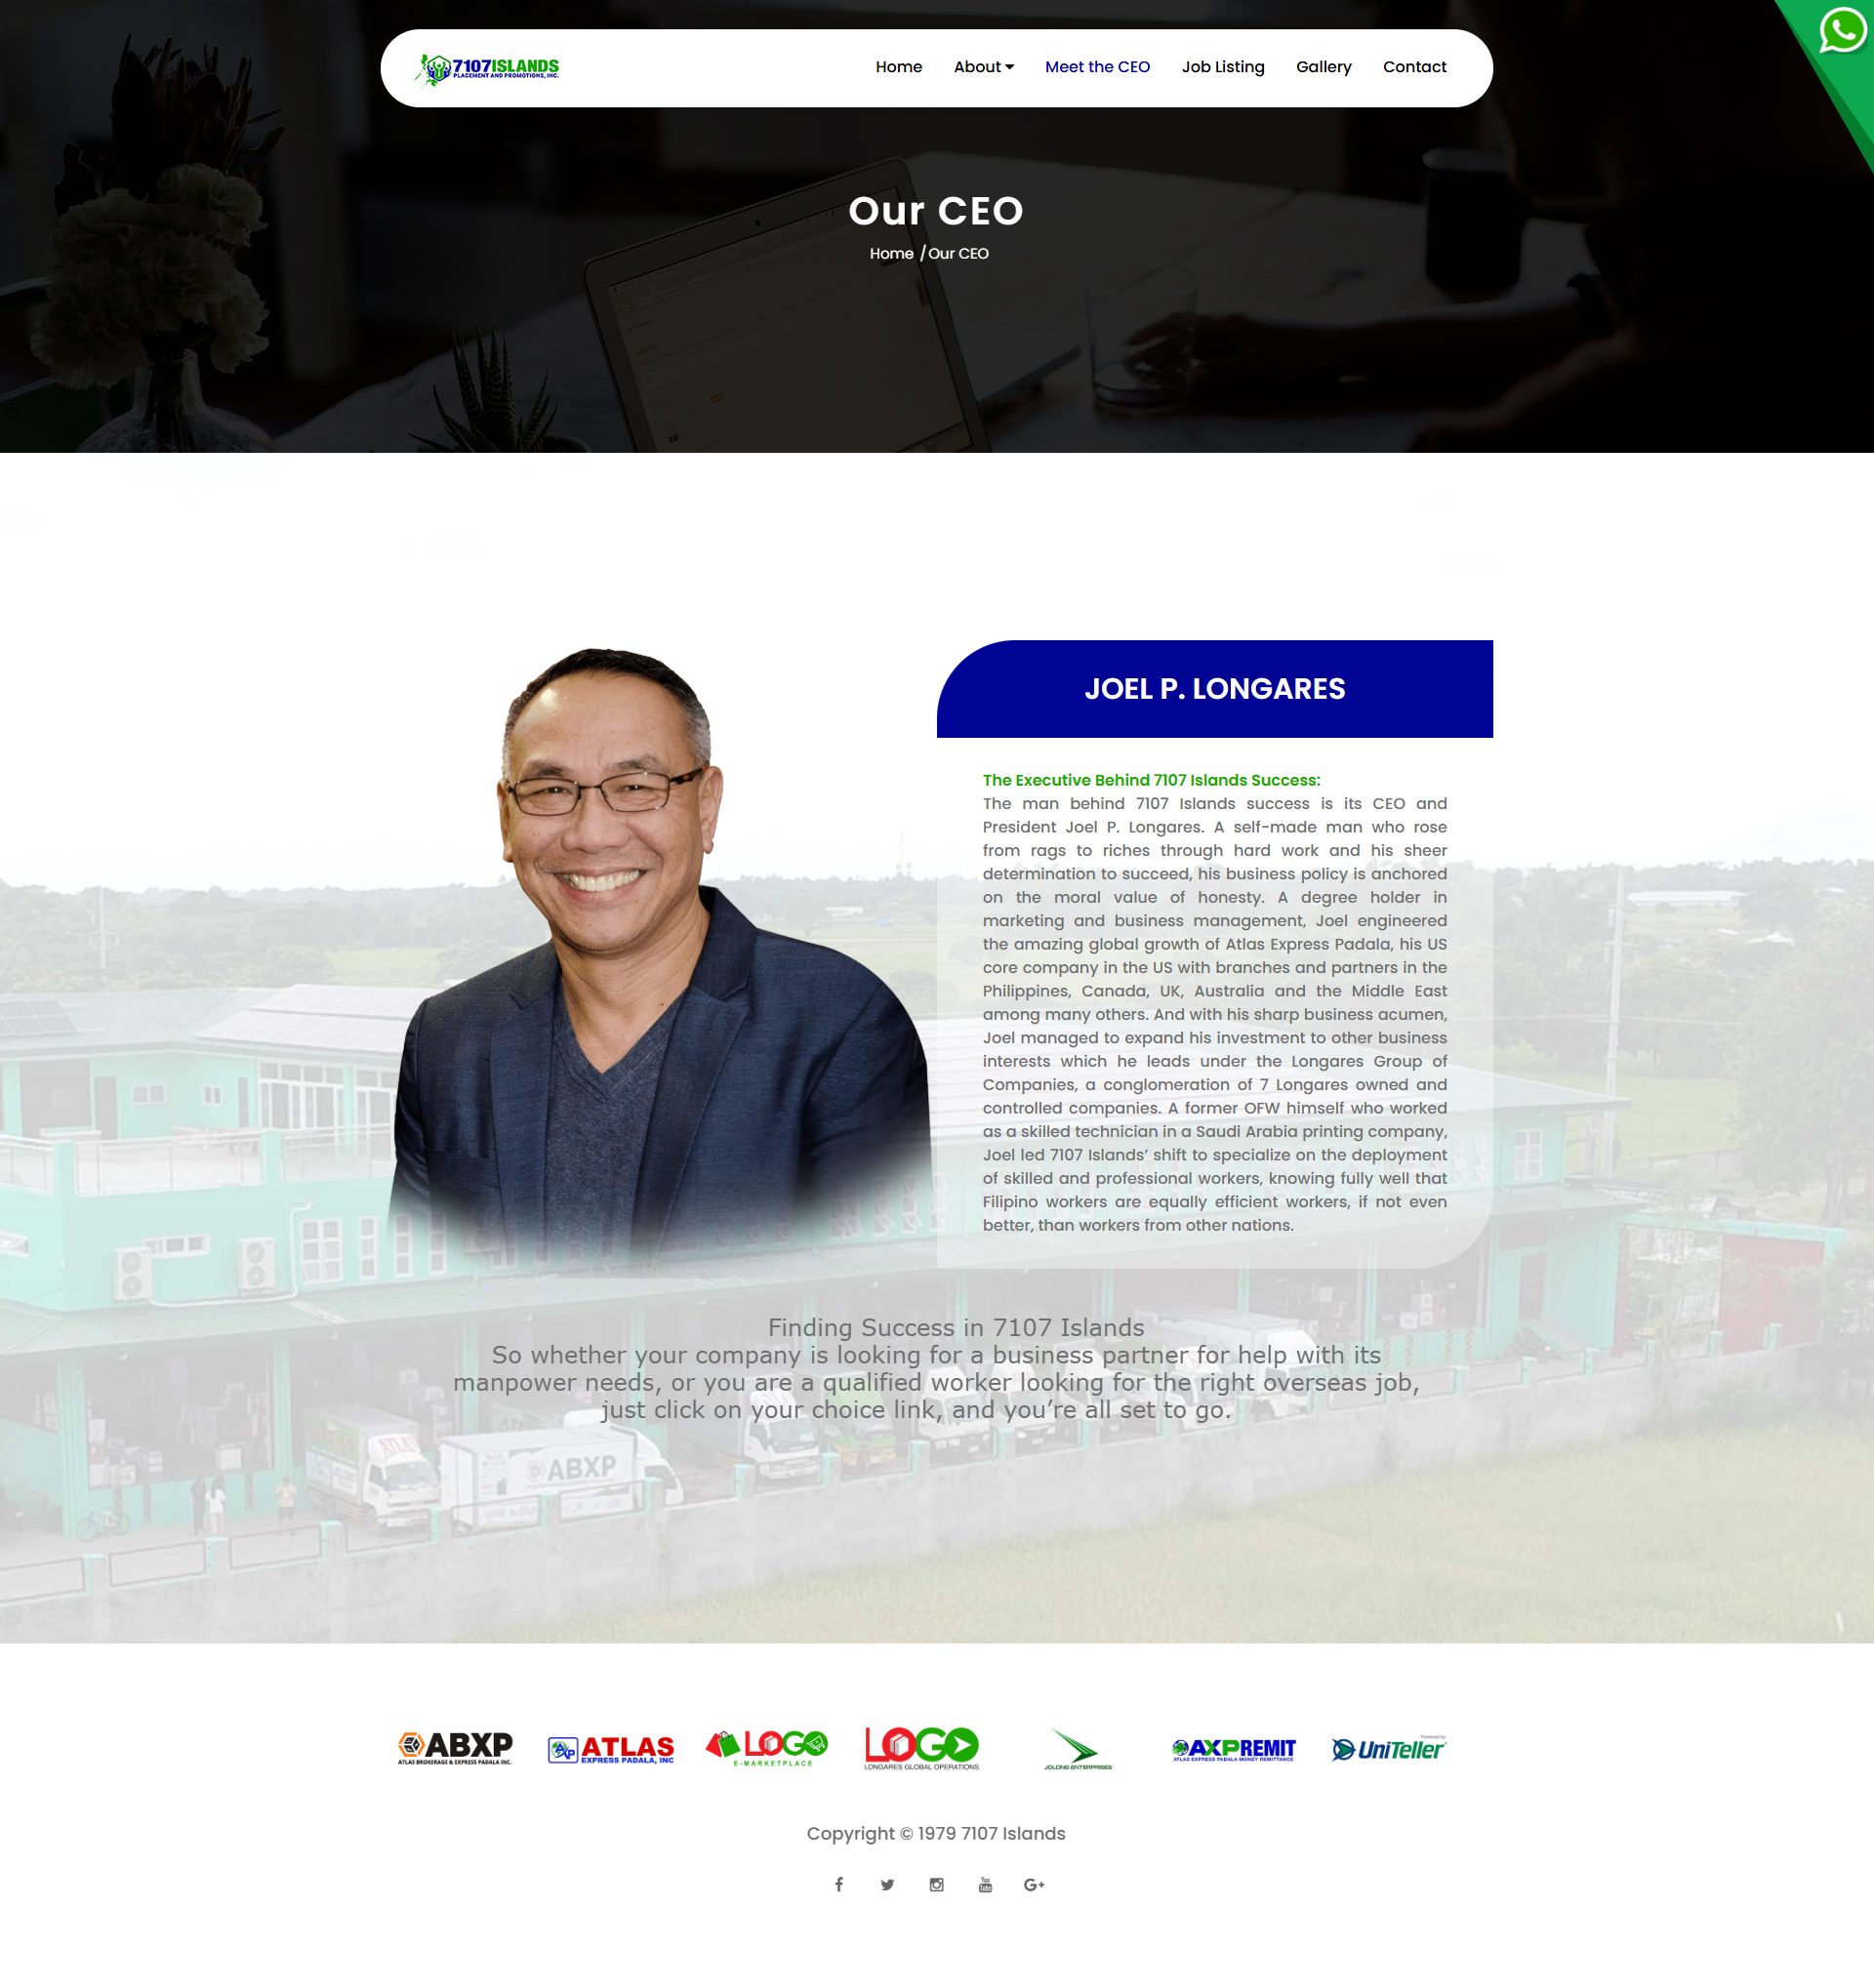 7107ISLANDS
PLACEMENT AND PROMOTIONS, INC.
Home About Meet the CEO Job Listing Gallery Contact
Our CEO
Home / Our CEO
JOEL P. LONGARES
The Executive Behind 7107 Islands Success:
The man behind 7107 Islands success is its CEO and
President Joel P. Longares. A self-made man who rose
from rags to riches through hard work and his sheer
determination to succeed, his business policy is anchored
on the moral value of honesty. A degree holder in
marketing and business management, Joel engineered
the amazing global growth of Atlas Express Padala, his US
core company in the US with branches and partners in the
Philippines, Canada, UK, Australia and the Middle East
among many others. And with his sharp business acumen,
Joel managed to expand his investment to other business
interests which he leads under the Longares Group of
Companies, a conglomeration of 7 Longares owned and
controlled companies. A former OFW himself who worked
as a skilled technician in a Saudi Arabia printing company,
Joel led 7107 Islands’ shift to specialize on the deployment
of skilled and professional workers, knowing fully well that
Filipino workers are equally efficient workers, if not even
better, than workers from other nations.
Finding Success in 7107 Islands
So whether your company is looking for a business partner for help with its
manpower needs, or you are a qualified worker looking for the right overseas job,
just click on your choice link, and you’re all set to go.
ATLAS
ABXP
ABXP
ATLAS BROKERAGE & EXPRESS PADALA INC.
AXP ATLAS
EXPRESS PADALA, INC
LOGO
E-MARKETPLACE
LOGO
LONGARES GLOBAL OPERATIONS
JOLONG ENTERPRISES
AXPREMIT
ATLAS EXPRESS PADALA MONEY REMITTANCE
Powered by
UniTeller
Copyright © 1979 7107 Islands
You Tube
G+